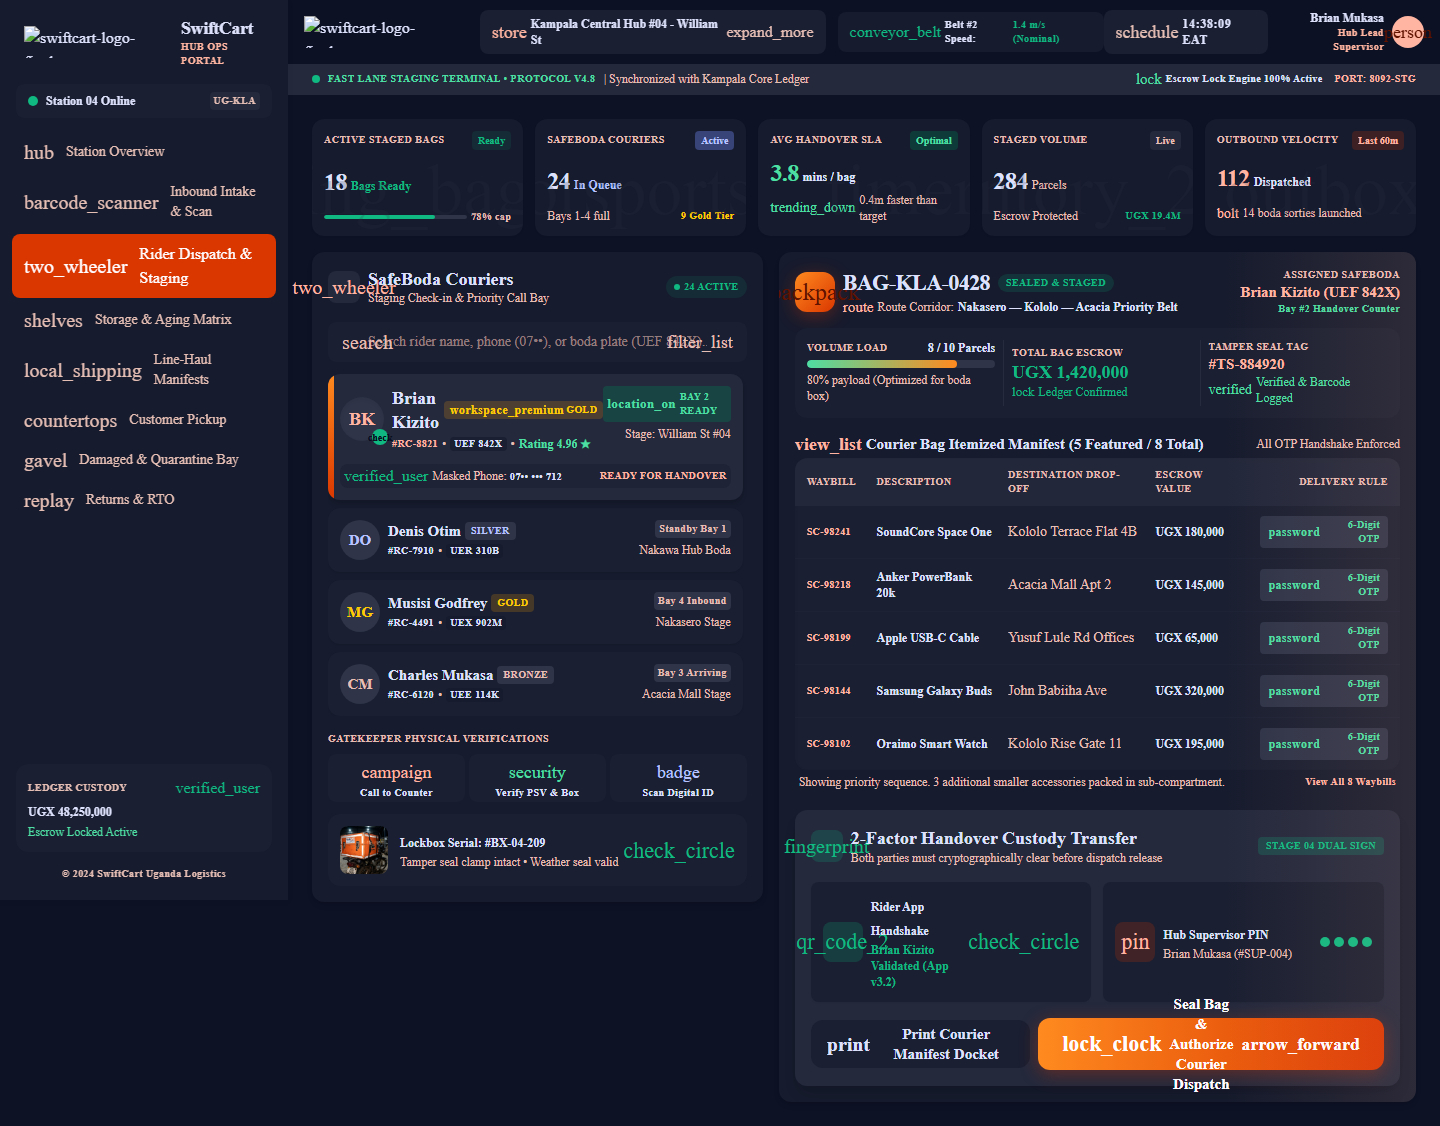 swiftcart-logo-
SwiftCart
HUB OPS
PORTAL
Station 04 Online
UG-KLA
hub Station Overview
barcode_scanner Inbound Intake
& Scan
two_wheeler Rider Dispatch &
Staging
shelves Storage & Aging Matrix
local_shipping Line-Haul
Manifests
countertops Customer Pickup
gavel Damaged & Quarantine Bay
replay Returns & RTO
LEDGER CUSTODY verified_user
UGX 48,250,000
Escrow Locked Active
© 2024 SwiftCart Uganda Logistics
swiftcart-logo-
store Kampala Central Hub #04 - William
St expand_more
conveyor_belt Belt #2
Speed: 1.4 m/s
(Nominal)
schedule 14:38:09
EAT
Brian Mukasa
Hub Lead
Supervisor
person
FAST LANE STAGING TERMINAL • PROTOCOL V4.8 | Synchronized with Kampala Core Ledger
lock Escrow Lock Engine 100% Active PORT: 8092-STG
ACTIVE STAGED BAGS Ready
18 Bags Ready
78% cap
SAFEBODA COURIERS Active
24 In Queue
Bays 1-4 full 9 Gold Tier
AVG HANDOVER SLA Optimal
3.8 mins / bag
trending_down 0.4m faster than
target
STAGED VOLUME Live
284 Parcels
Escrow Protected UGX 19.4M
OUTBOUND VELOCITY Last 60m
112 Dispatched
bolt 14 boda sorties launched
two_wheeler
SafeBoda Couriers
Staging Check-in & Priority Call Bay
24 ACTIVE
search
Search rider name, phone (07••), or boda plate (UEF
filter_list
BK
Brian
Kizito
workspace_premium GOLD
location_on BAY 2
READY
#RC-8821 • UEF 842X • Rating 4.96 ★
Stage: William St #04
verified_user Masked Phone: 07•• ••• 712
READY FOR HANDOVER
DO
Denis Otim SILVER
#RC-7910 • UER 310B
Standby Bay 1
Nakawa Hub Boda
MG
Musisi Godfrey GOLD
#RC-4491 • UEX 902M
Bay 4 Inbound
Nakasero Stage
CM
Charles Mukasa BRONZE
#RC-6120 • UEE 114K
Bay 3 Arriving
Acacia Mall Stage
GATEKEEPER PHYSICAL VERIFICATIONS
campaign
Call to Counter
security
Verify PSV & Box
badge
Scan Digital ID
Lockbox Serial: #BX-04-209
Tamper seal clamp intact • Weather seal valid
check_circle
backpack
BAG-KLA-0428 SEALED & STAGED
route Route Corridor: Nakasero — Kololo — Acacia Priority Belt
ASSIGNED SAFEBODA
Brian Kizito (UEF 842X)
Bay #2 Handover Counter
VOLUME LOAD 8 / 10 Parcels
80% payload (Optimized for boda
box)
TOTAL BAG ESCROW
UGX 1,420,000
lock Ledger Confirmed
TAMPER SEAL TAG
#TS-884920
verified Verified & Barcode
Logged
view_list Courier Bag Itemized Manifest (5 Featured / 8 Total)
All OTP Handshake Enforced
WAYBILL DESCRIPTION DESTINATION DROP-
OFF ESCROW
VALUE DELIVERY RULE
SC-98241 SoundCore Space One Kololo Terrace Flat 4B UGX 180,000 password 6-Digit
OTP
SC-98218 Anker PowerBank
20k Acacia Mall Apt 2 UGX 145,000 password 6-Digit
OTP
SC-98199 Apple USB-C Cable Yusuf Lule Rd Offices UGX 65,000 password 6-Digit
OTP
SC-98144 Samsung Galaxy Buds John Babiiha Ave UGX 320,000 password 6-Digit
OTP
SC-98102 Oraimo Smart Watch Kololo Rise Gate 11 UGX 195,000 password 6-Digit
OTP
Showing priority sequence. 3 additional smaller accessories packed in sub-compartment.
View All 8 Waybills
fingerprint
2-Factor Handover Custody Transfer
Both parties must cryptographically clear before dispatch release
STAGE 04 DUAL SIGN
qr_code_2
Rider App
Handshake
Brian Kizito
Validated (App
v3.2)
check_circle
pin
Hub Supervisor PIN
Brian Mukasa (#SUP-004)
print Print Courier
Manifest Docket
lock_clock
Seal Bag
&
Authorize
Courier
Dispatch
arrow_forward